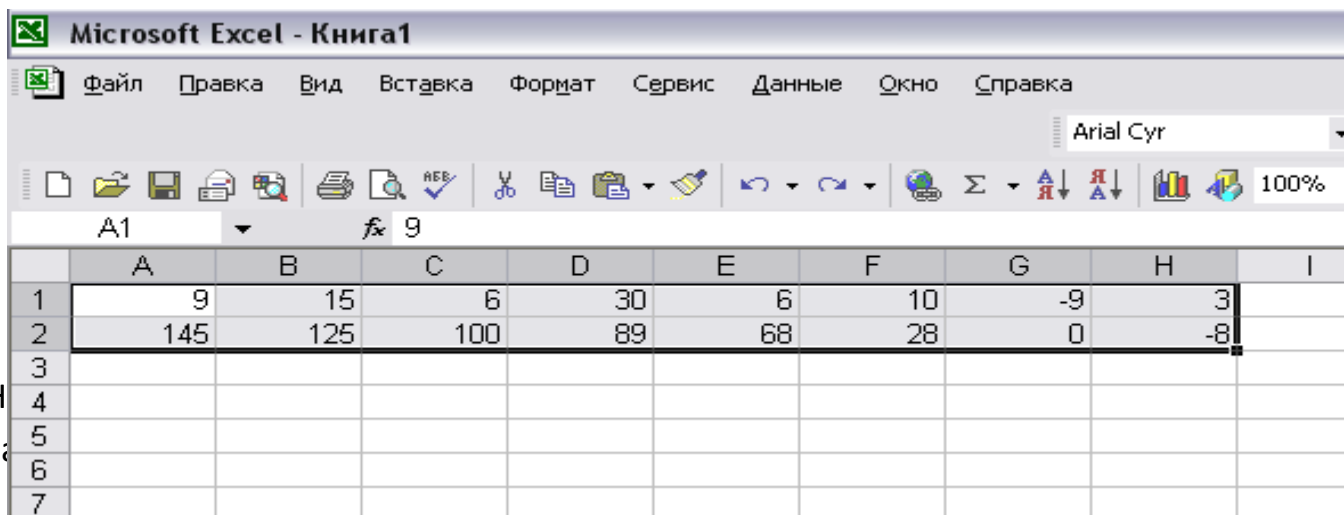 Microsoft Excel - Книга1
Файл Правка Вид Вставка Формат Сервис Данные Окно Справка
Arial Cyr
100%
A1 fx 9
A B C D E F G H I
1 9 15 6 30 6 10 -9 3
2 145 125 100 89 68 28 0 -8
3
4
5
6
7